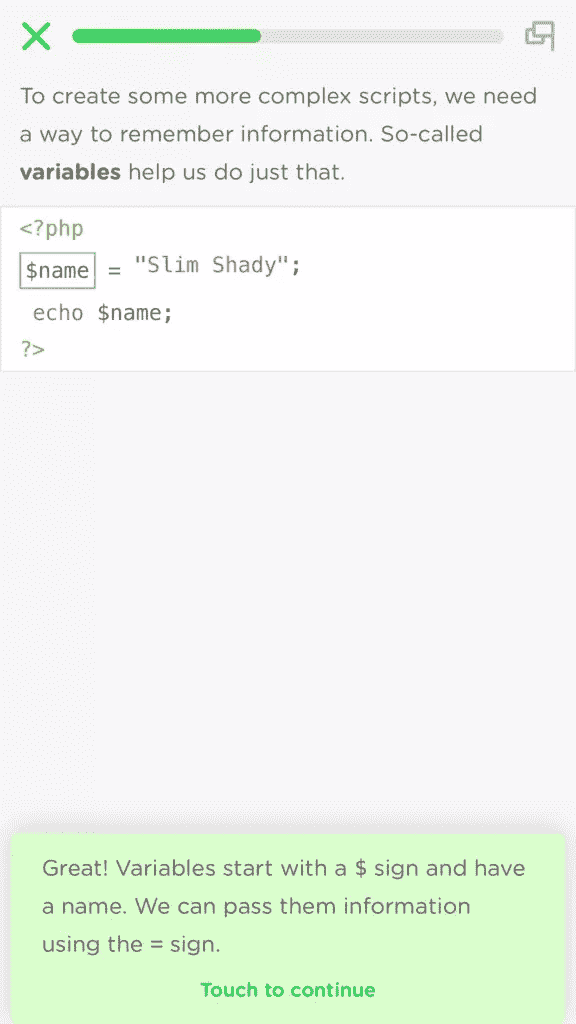 To create some more complex scripts, we need
a way to remember information. So-called
variables help us do just that.
<?php
$name = "Slim Shady";
echo $name;
?>
Great! Variables start with a $ sign and have
a name. We can pass them information
using the = sign.
Touch to continue